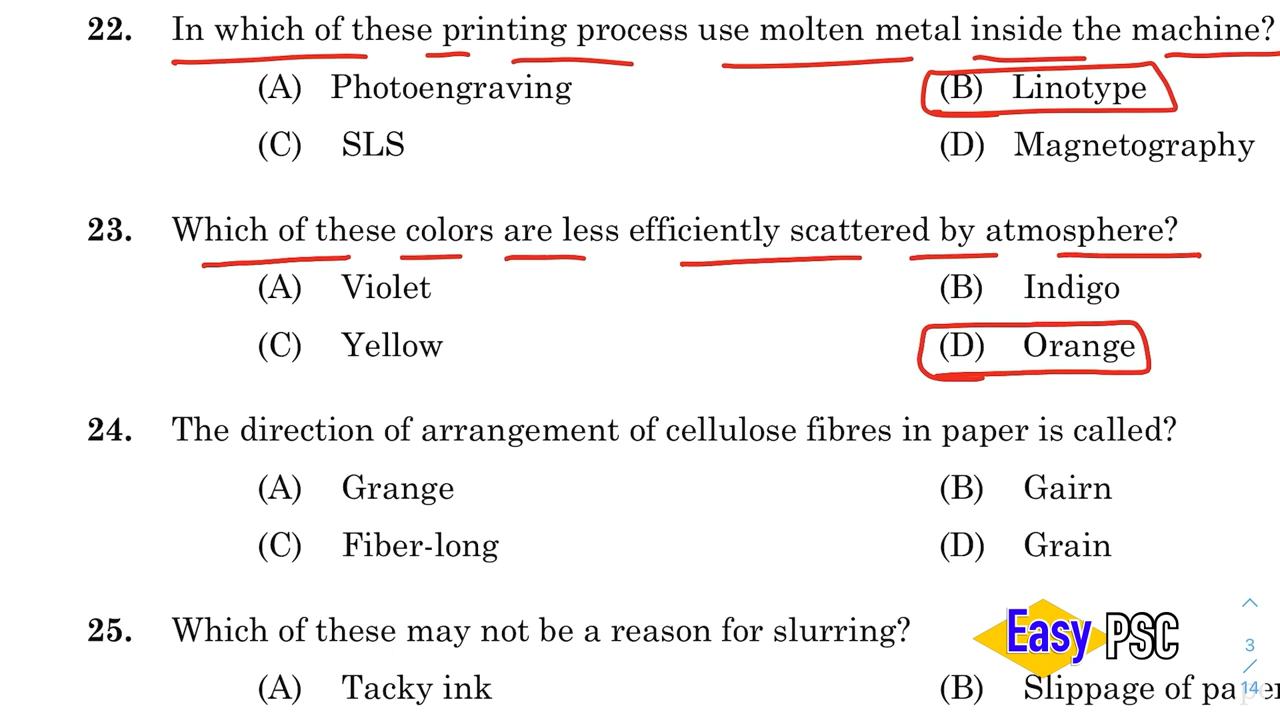 22. In which of these printing process use molten metal inside the machine?
(A) Photoengraving (B) Linotype
(C) SLS (D) Magnetography
23. Which of these colors are less efficiently scattered by atmosphere?
(A) Violet (B) Indigo
(C) Yellow (D) Orange
24. The direction of arrangement of cellulose fibres in paper is called?
(A) Grange (B) Gairn
(C) Fiber-long (D) Grain
25. Which of these may not be a reason for slurring?
Easy PSC
3
/
14
(A) Tacky ink (B) Slippage of